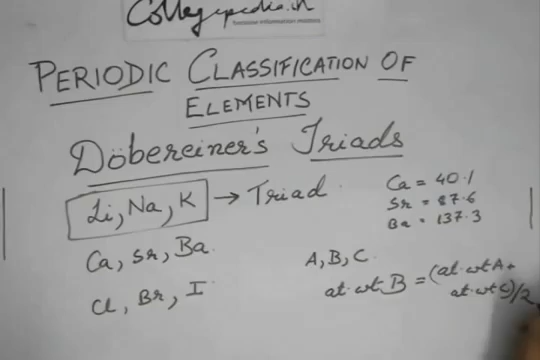 Collegepedia.in
PERIODIC CLASSIFICATION OF
ELEMENTS
Döbereiner's Triads
Li, Na, K → Triad
Ca, Sr, Ba
Cl, Br, I
Ca = 40.1
Sr = 87.6
Ba = 137.3
A, B, C
at.wt. B = (at.wt A +
at.wt C)/2